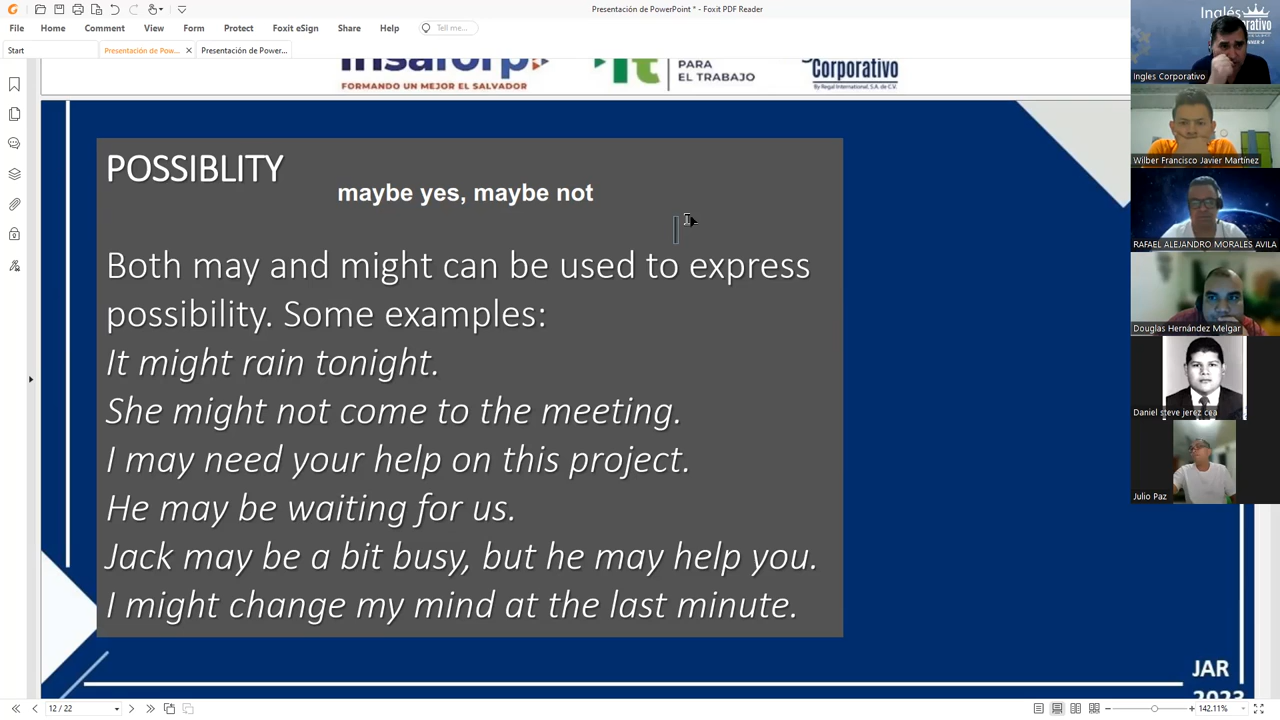 Presentación de PowerPoint * - Foxit PDF Reader
File Home Comment View Form Protect Foxit eSign Share Help Tell me...
Start Presentación de Pow... Presentación de Power...
insaforp
FORMANDO UN MEJOR EL SALVADOR
PARA
EL TRABAJO
Corporativo
By Regal International, S.A. de C.V.
POSSIBLITY
maybe yes, maybe not
Both may and might can be used to express
possibility. Some examples:
It might rain tonight.
She might not come to the meeting.
I may need your help on this project.
He may be waiting for us.
Jack may be a bit busy, but he may help you.
I might change my mind at the last minute.
JAR
2023
12 / 22
142.11%
Inglés
Ingles Corporativo
Wilber Francisco Javier Martínez
RAFAEL ALEJANDRO MORALES AVILA
Douglas Hernández Melgar
Daniel steve jerez cea
Julio Paz